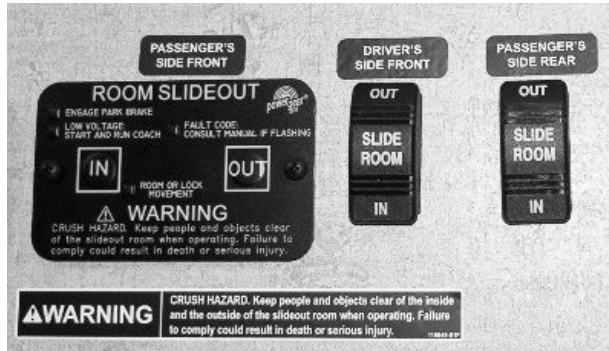 PASSENGER'S
SIDE FRONT
DRIVER'S
SIDE FRONT
PASSENGER'S
SIDE REAR
ROOM SLIDEOUT
power gear
ENGAGE PARK BRAKE
LOW VOLTAGE:
START AND RUN COACH
FAULT CODE:
CONSULT MANUAL IF FLASHING
IN
OUT
ROOM OR LOCK
MOVEMENT
WARNING
CRUSH HAZARD. Keep people and objects clear
of the slideout room when operating. Failure to
comply could result in death or serious injury.
OUT
SLIDE
ROOM
IN
OUT
SLIDE
ROOM
IN
WARNING
CRUSH HAZARD. Keep people and objects clear of the inside
and the outside of the slideout room when operating. Failure
to comply could result in death or serious injury.